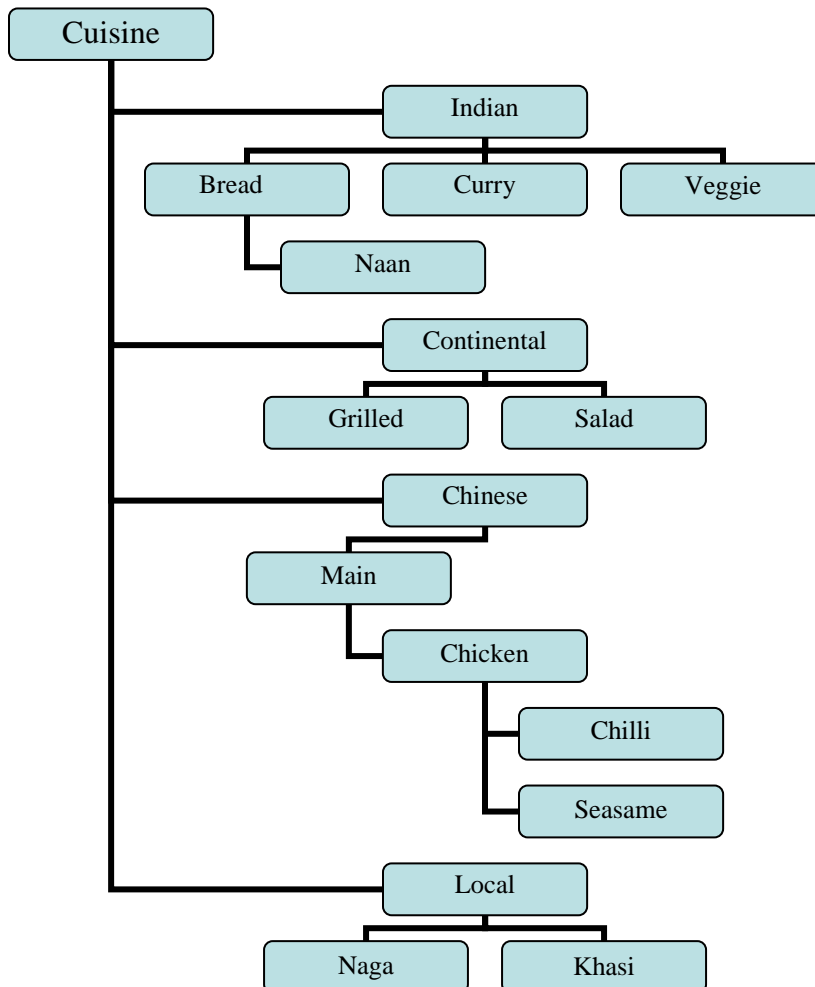 Cuisine
Indian
Bread
Curry
Veggie
Naan
Continental
Grilled
Salad
Chinese
Main
Chicken
Chilli
Seasame
Local
Naga
Khasi